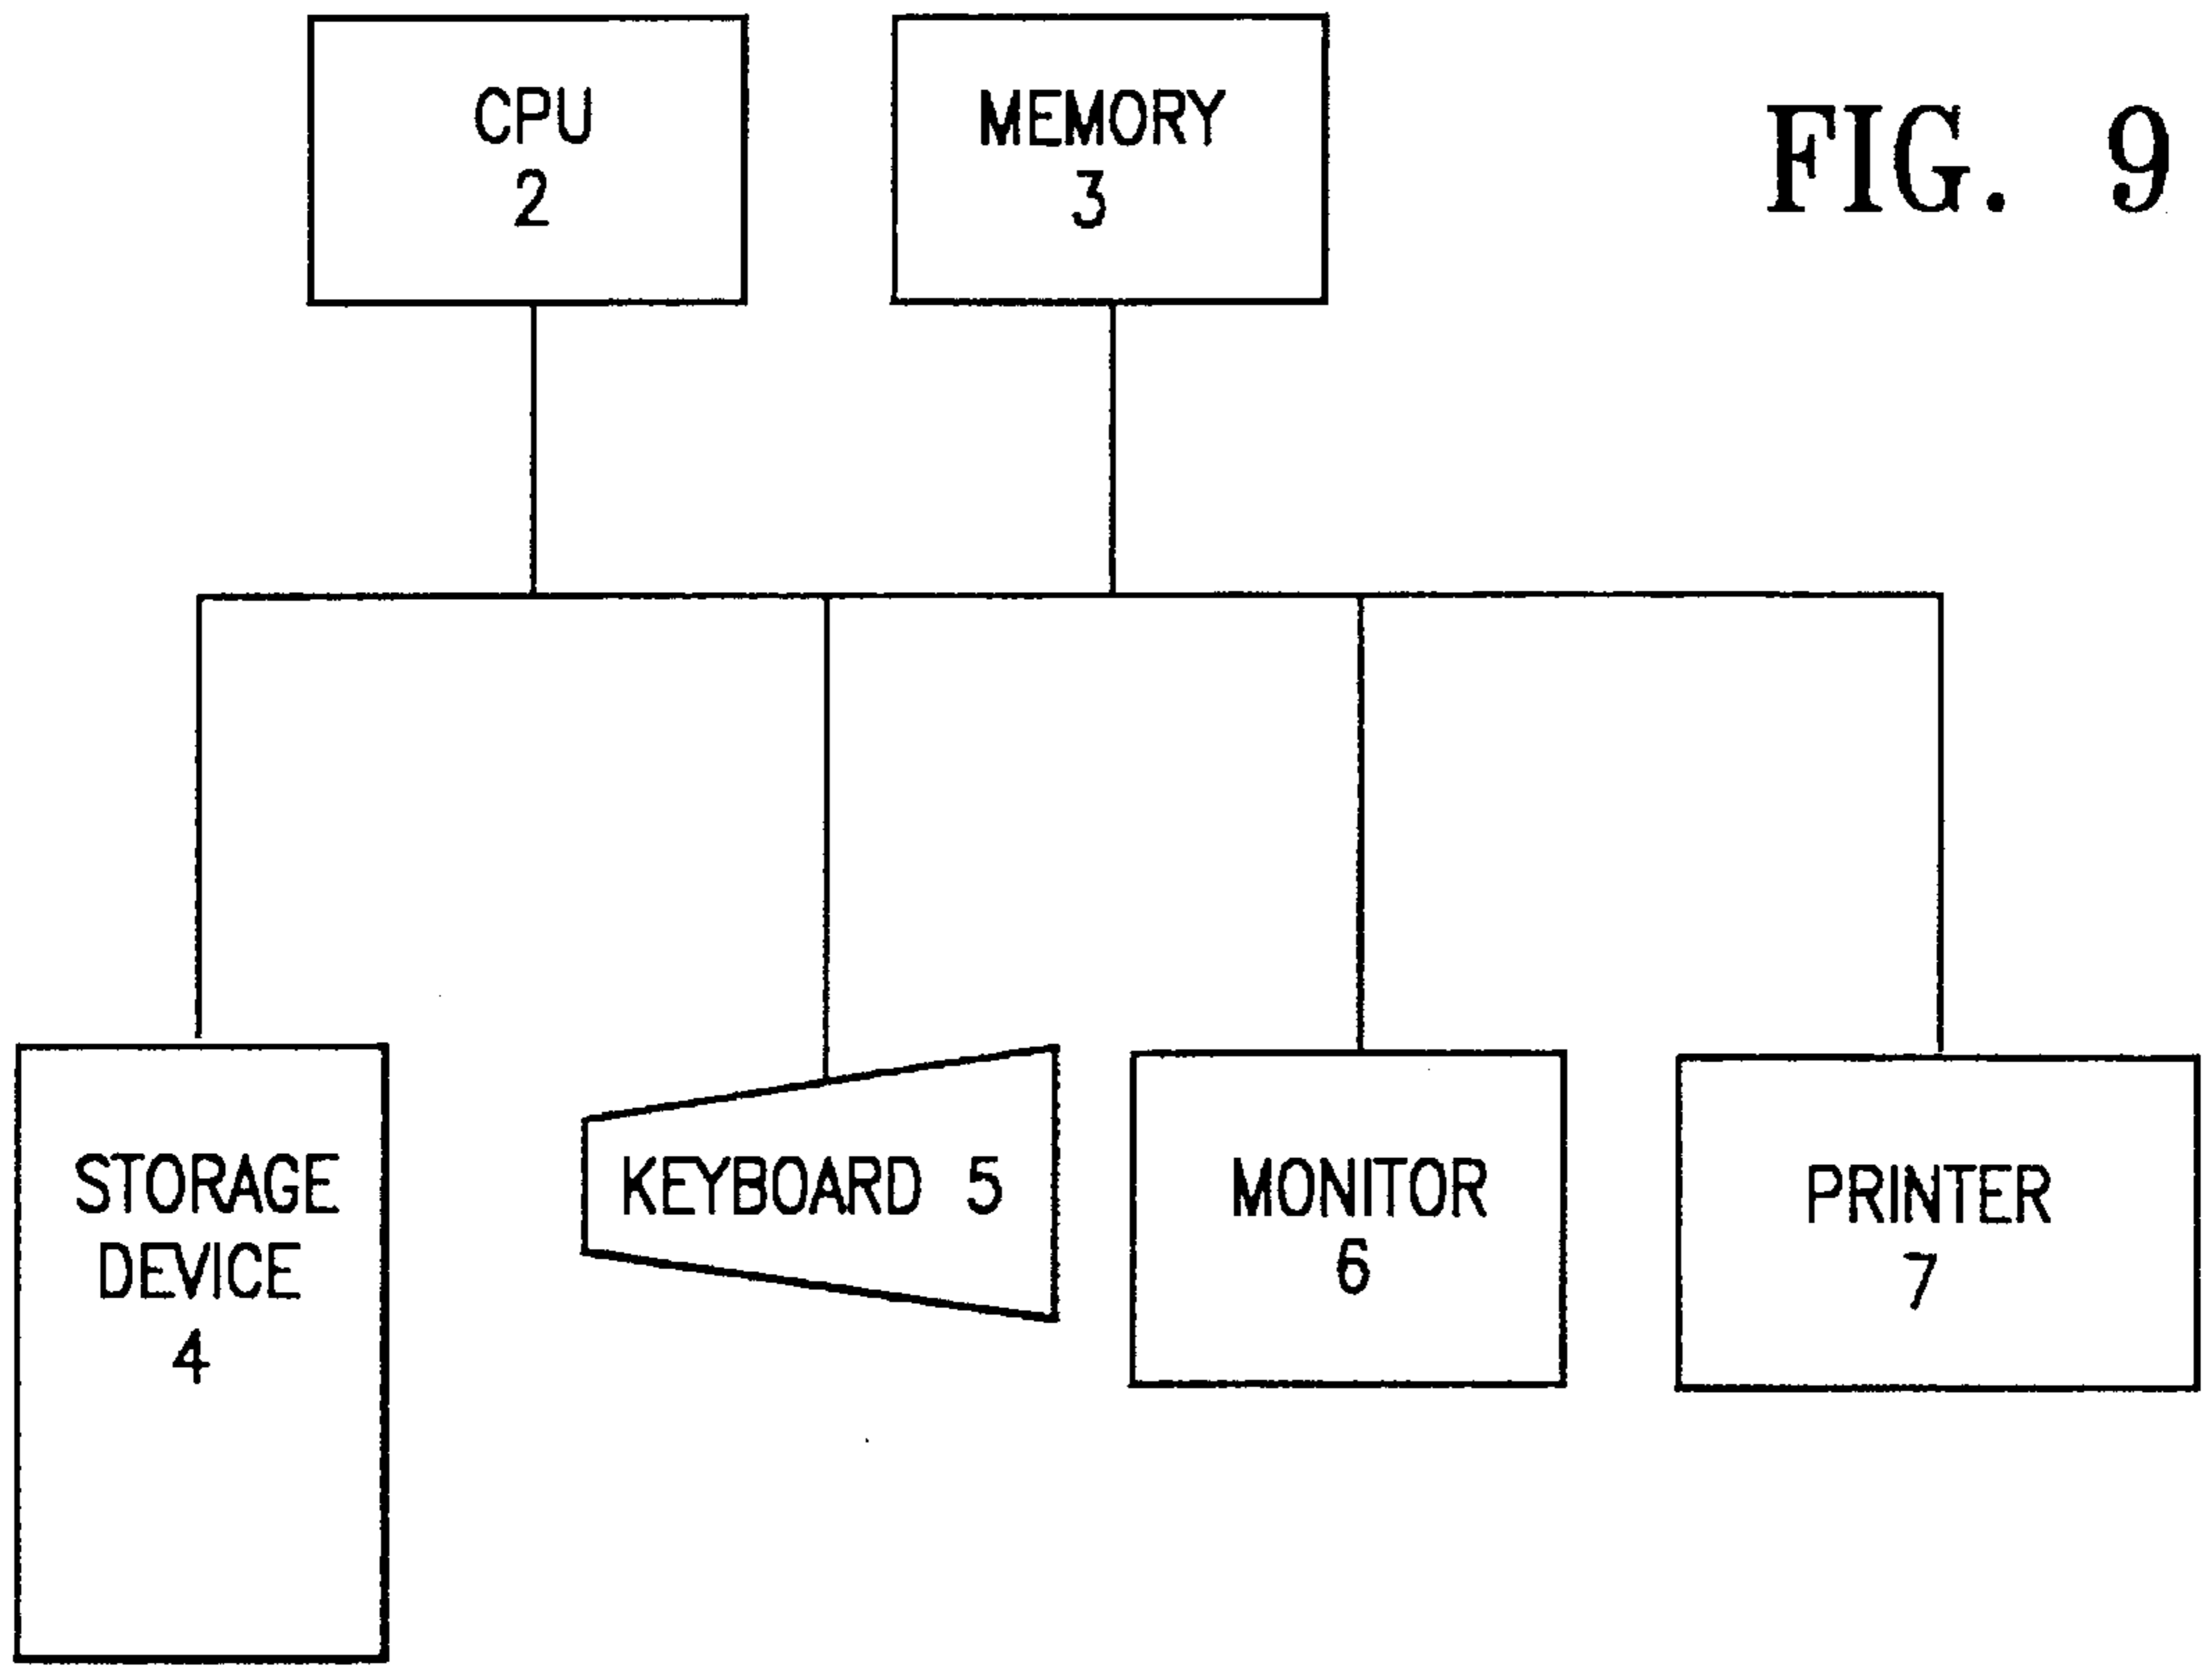 CPU
2
MEMORY
3
FIG. 9
STORAGE
DEVICE
4
KEYBOARD 5
MONITOR
6
PRINTER
7